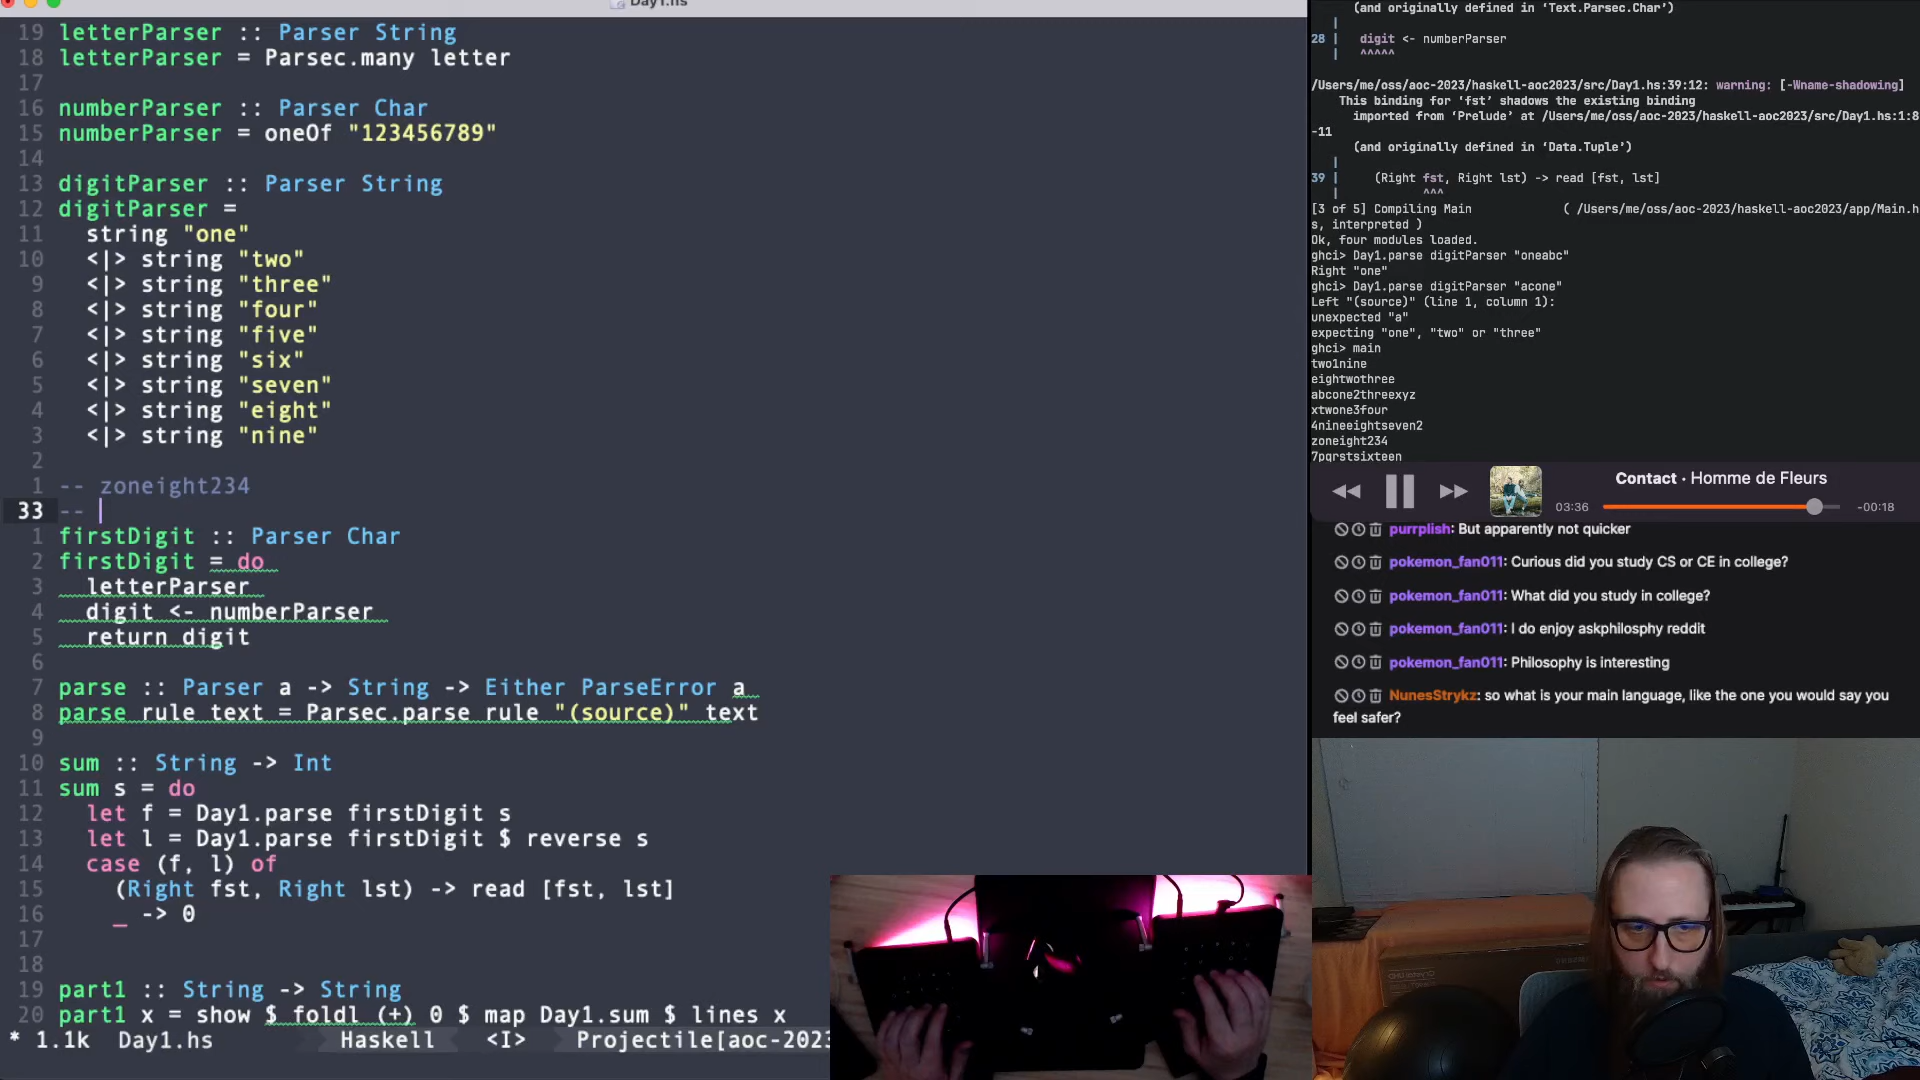 Day1.hs
19 letterParser :: Parser String
18 letterParser = Parsec.many letter
17
16 numberParser :: Parser Char
15 numberParser = oneOf "123456789"
14
13 digitParser :: Parser String
12 digitParser =
11 string "one"
10 <|> string "two"
9 <|> string "three"
8 <|> string "four"
7 <|> string "five"
6 <|> string "six"
5 <|> string "seven"
4 <|> string "eight"
3 <|> string "nine"
2
1 -- zoneight234
33 --
1 firstDigit :: Parser Char
2 firstDigit = do
3 letterParser
4 digit <- numberParser
5 return digit
6
7 parse :: Parser a -> String -> Either ParseError a
8 parse rule text = Parsec.parse rule "(source)" text
9
10 sum :: String -> Int
11 sum s = do
12 let f = Day1.parse firstDigit s
13 let l = Day1.parse firstDigit $ reverse s
14 case (f, l) of
15 (Right fst, Right lst) -> read [fst, lst]
16 _ -> 0
17
18
19 part1 :: String -> String
20 part1 x = show $ foldl (+) 0 $ map Day1.sum $ lines x
* 1.1k Day1.hs Haskell <I> Projectile[aoc-2023
(and originally defined in ‘Text.Parsec.Char’)
|
28 | digit <- numberParser
| ^^^^^
/Users/me/oss/aoc-2023/haskell-aoc2023/src/Day1.hs:39:12: warning: [-Wname-shadowing]
This binding for ‘fst’ shadows the existing binding
imported from ‘Prelude’ at /Users/me/oss/aoc-2023/haskell-aoc2023/src/Day1.hs:1:8
-11
(and originally defined in ‘Data.Tuple’)
|
39 | (Right fst, Right lst) -> read [fst, lst]
| ^^^
[3 of 5] Compiling Main ( /Users/me/oss/aoc-2023/haskell-aoc2023/app/Main.h
s, interpreted )
Ok, four modules loaded.
ghci> Day1.parse digitParser "oneabc"
Right "one"
ghci> Day1.parse digitParser "acone"
Left "(source)" (line 1, column 1):
unexpected "a"
expecting "one", "two" or "three"
ghci> main
two1nine
eightwothree
abcone2threexyz
xtwone3four
4nineeightseven2
zoneight234
7pqrstsixteen
Contact · Homme de Fleurs
03:36 -00:18
purrplish: But apparently not quicker
pokemon_fan011: Curious did you study CS or CE in college?
pokemon_fan011: What did you study in college?
pokemon_fan011: I do enjoy askphilosphy reddit
pokemon_fan011: Philosophy is interesting
NunesStrykz: so what is your main language, like the one you would say you
feel safer?